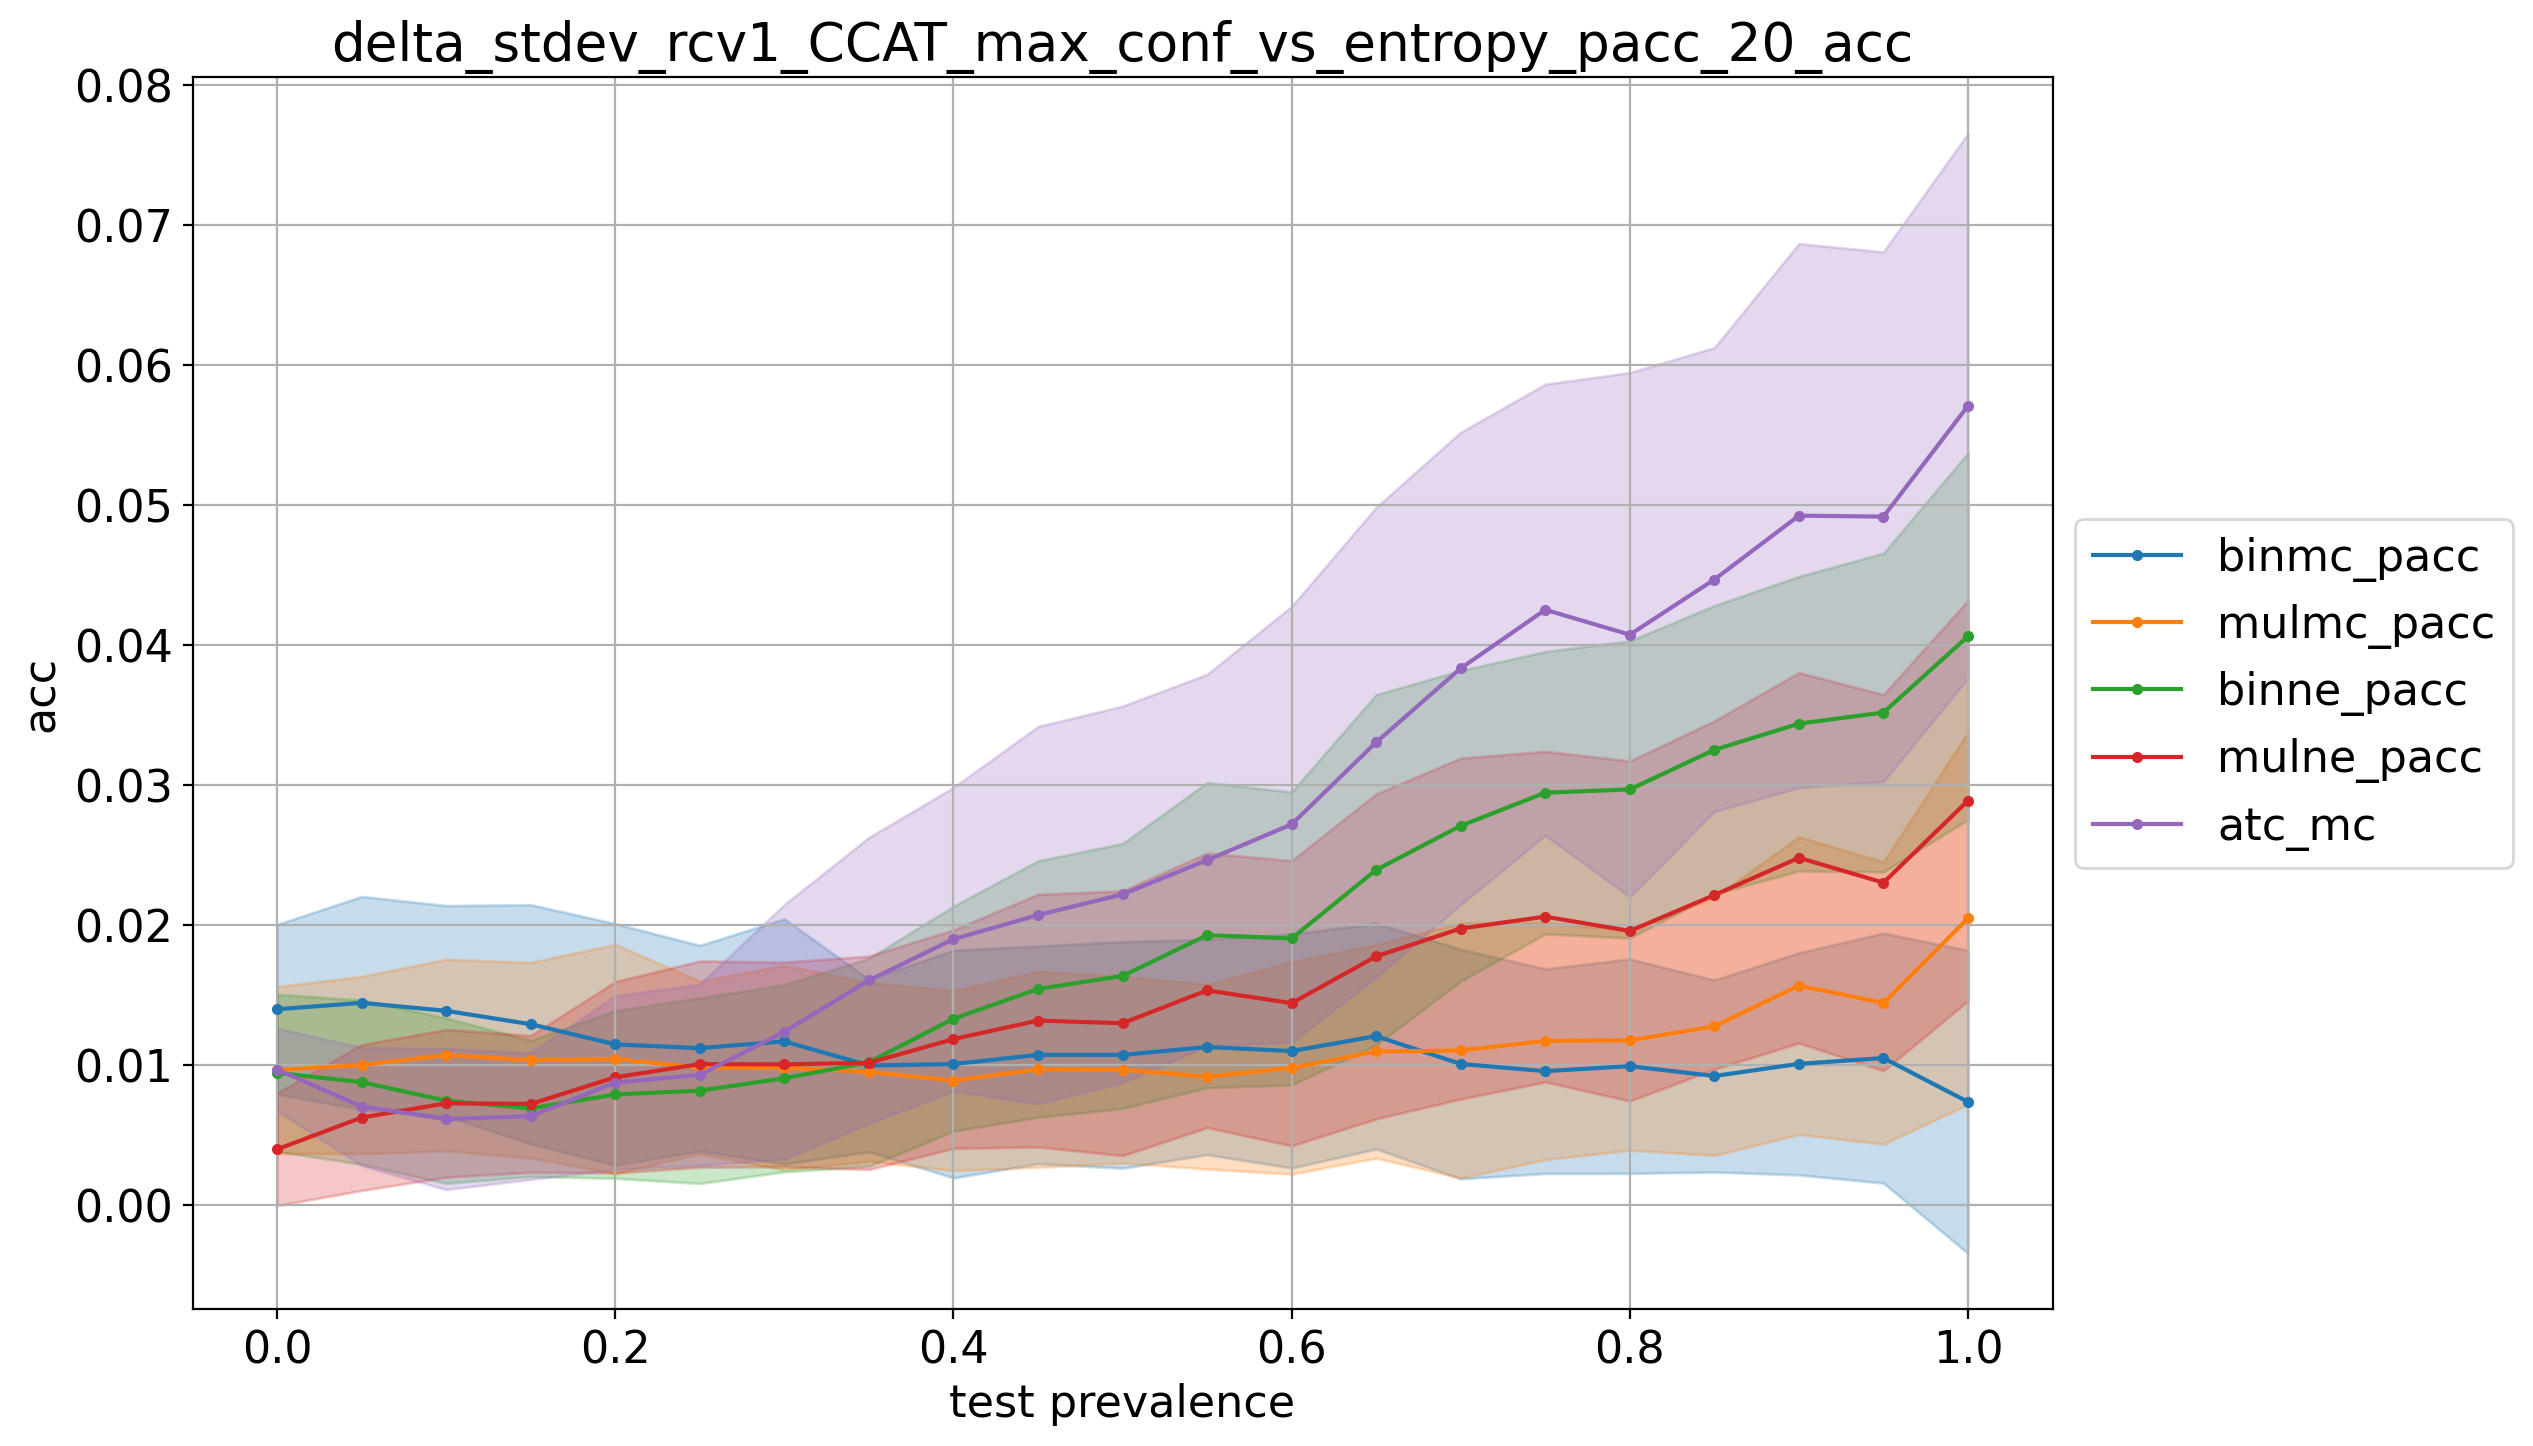 delta_stdev_rcv1_CCAT_max_conf_vs_entropy_pacc_20_acc
0.08
0.07
0.06
0.05
0.04
0.03
0.02
0.01
0.00
acc
0.0 0.2 0.4 0.6 0.8 1.0
test prevalence
binmc_pacc
mulmc_pacc
binne_pacc
mulne_pacc
atc_mc